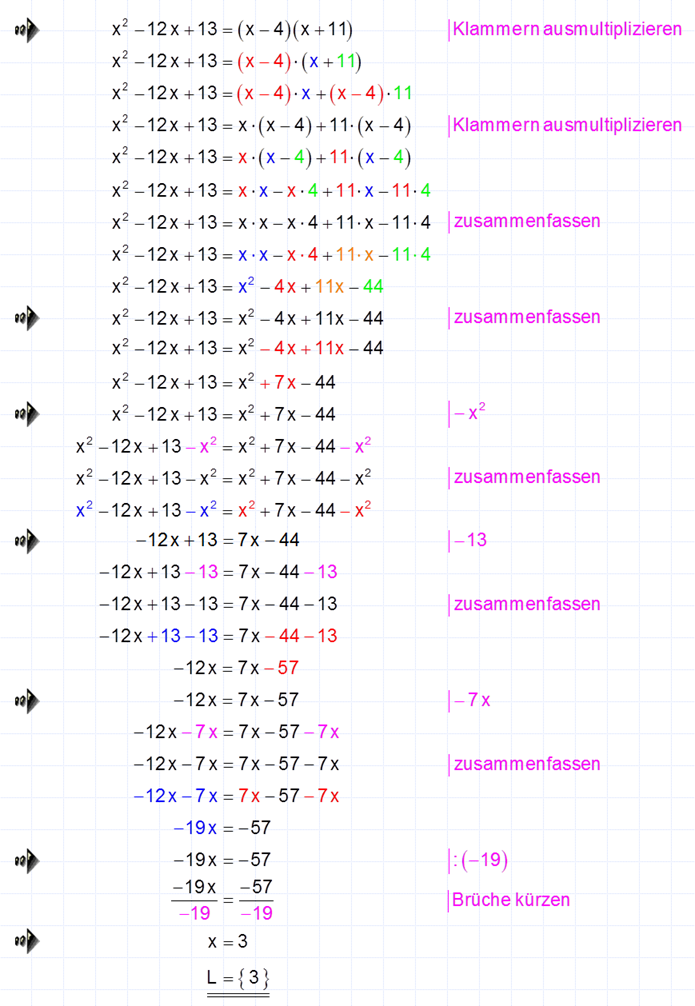 x² − 12x + 13 = (x − 4)(x + 11) |Klammern ausmultiplizieren
x² − 12x + 13 = (x − 4)·(x + 11)
x² − 12x + 13 = (x − 4)·x + (x − 4)·11
x² − 12x + 13 = x·(x − 4) + 11·(x − 4) |Klammern ausmultiplizieren
x² − 12x + 13 = x·(x − 4) + 11·(x − 4)
x² − 12x + 13 = x·x − x·4 + 11·x − 11·4
x² − 12x + 13 = x·x − x·4 + 11·x − 11·4 |zusammenfassen
x² − 12x + 13 = x·x − x·4 + 11·x − 11·4
x² − 12x + 13 = x² − 4x + 11x − 44
x² − 12x + 13 = x² − 4x + 11x − 44 |zusammenfassen
x² − 12x + 13 = x² − 4x + 11x − 44
x² − 12x + 13 = x² + 7x − 44
x² − 12x + 13 = x² + 7x − 44 |− x²
x² − 12x + 13 − x² = x² + 7x − 44 − x²
x² − 12x + 13 − x² = x² + 7x − 44 − x² |zusammenfassen
x² − 12x + 13 − x² = x² + 7x − 44 − x²
−12x + 13 = 7x − 44 |−13
−12x + 13 − 13 = 7x − 44 − 13
−12x + 13 − 13 = 7x − 44 − 13 |zusammenfassen
−12x + 13 − 13 = 7x − 44 − 13
−12x = 7x − 57
−12x = 7x − 57 |− 7x
−12x − 7x = 7x − 57 − 7x
−12x − 7x = 7x − 57 − 7x |zusammenfassen
−12x − 7x = 7x − 57 − 7x
−19x = −57
−19x = −57 |:(−19)
−19x/−19 = −57/−19 |Brüche kürzen
x = 3
L = {3}